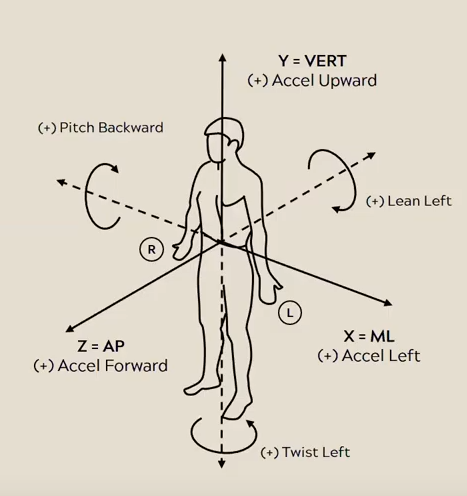 Y = VERT
(+) Accel Upward
(+) Pitch Backward
(+) Lean Left
R
L
Z = AP
(+) Accel Forward
X = ML
(+) Accel Left
(+) Twist Left